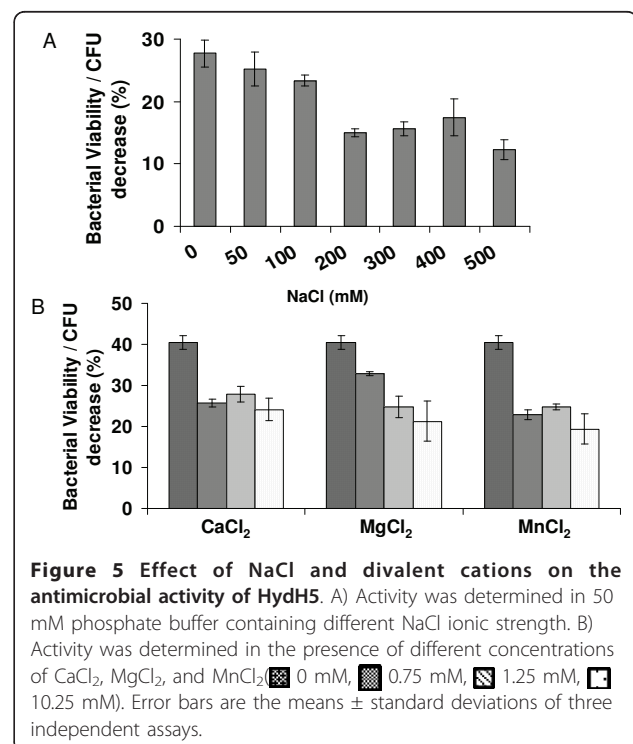 A
Bacterial Viability / CFU
decrease (%)
30
20
10
0
0
50
100
200
300
400
500
NaCl (mM)
B
Bacterial Viability / CFU
decrease (%)
50
40
30
20
10
0
CaCl₂
MgCl₂
MnCl₂
Figure 5 Effect of NaCl and divalent cations on the
antimicrobial activity of HydH5. A) Activity was determined in 50
mM phosphate buffer containing different NaCl ionic strength. B)
Activity was determined in the presence of different concentrations
of CaCl₂, MgCl₂, and MnCl₂( 0 mM, 0.75 mM, 1.25 mM,
10.25 mM). Error bars are the means ± standard deviations of three
independent assays.